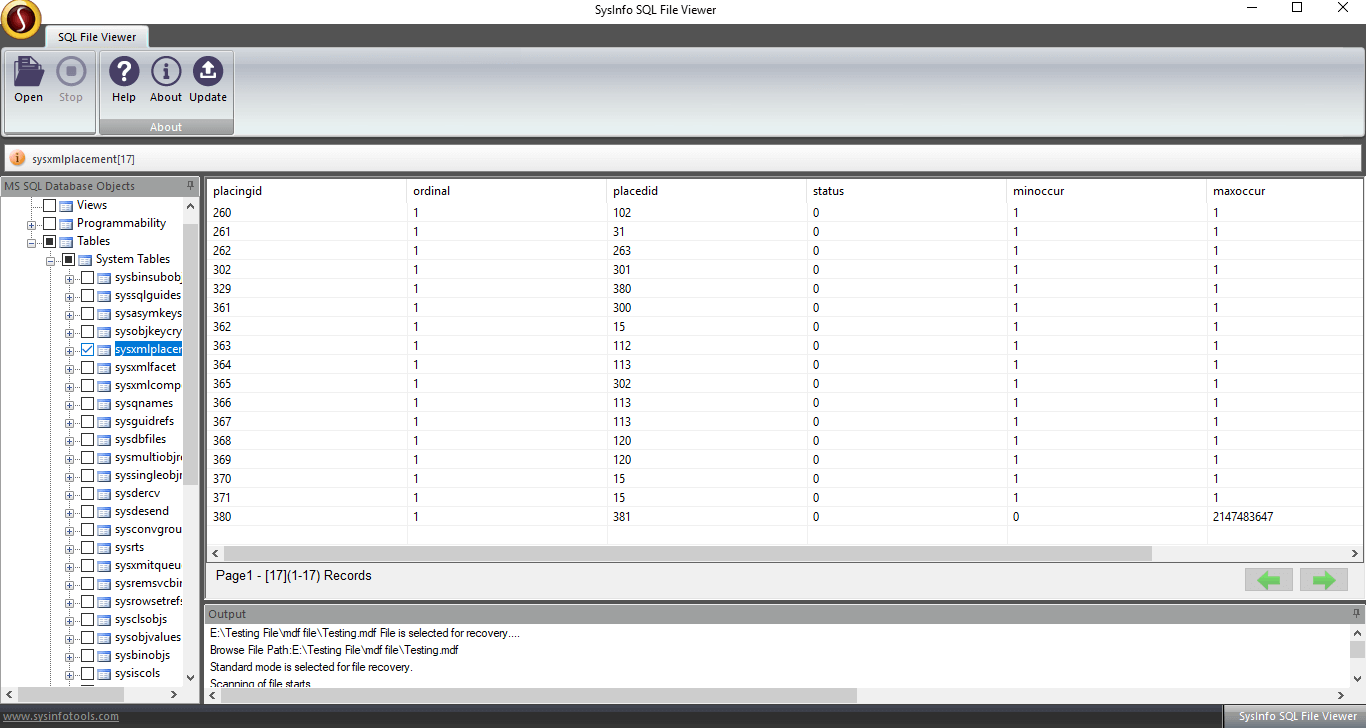 SysInfo SQL File Viewer
SQL File Viewer
Open Stop Help About Update
About
sysxmlplacement[17]
MS SQL Database Objects
Views
Programmability
Tables
System Tables
sysbinsubobj
syssqlguides
sysasymkeys
sysobjkeycry
sysxmlplacer
sysxmlfacet
sysxmlcomp
sysqnames
sysguidrefs
sysdbfiles
sysmultiobjr
syssingleobjr
sysdercv
sysdesend
sysconvgrou
sysrts
sysxmitqueu
sysremsvcbin
sysrowsetrefs
sysclsobjs
sysobjvalues
sysbinobjs
sysiscols
placingid ordinal placedid status minoccur maxoccur
260 1 102 0 1 1
261 1 31 0 1 1
262 1 263 0 1 1
302 1 301 0 1 1
329 1 380 0 1 1
361 1 300 0 1 1
362 1 15 0 1 1
363 1 112 0 1 1
364 1 113 0 1 1
365 1 302 0 1 1
366 1 113 0 1 1
367 1 113 0 1 1
368 1 120 0 1 1
369 1 120 0 1 1
370 1 15 0 1 1
371 1 15 0 1 1
380 1 381 0 0 2147483647
Page1 - [17](1-17) Records
Output
E:\Testing File\mdf file\Testing.mdf File is selected for recovery....
Browse File Path:E:\Testing File\mdf file\Testing.mdf
Standard mode is selected for file recovery.
Scanning of file starts
www.sysinfotools.com
SysInfo SQL File Viewer